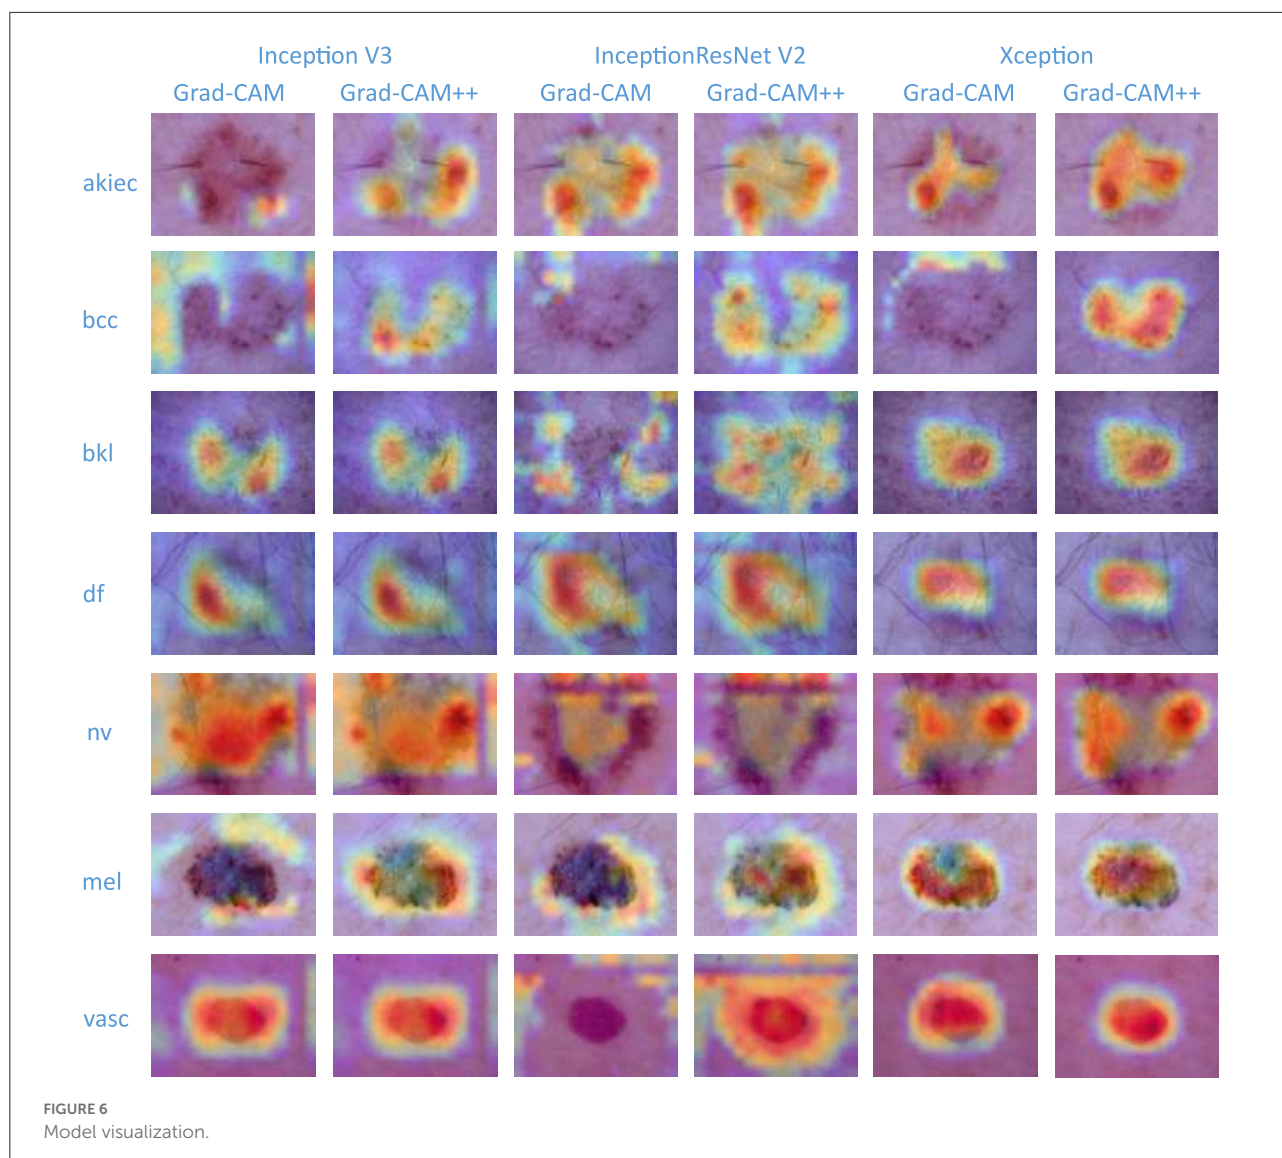 Inception V3 InceptionResNet V2 Xception
Grad-CAM Grad-CAM++ Grad-CAM Grad-CAM++ Grad-CAM Grad-CAM++
akiec
bcc
bkl
df
nv
mel
vasc
FIGURE 6
Model visualization.